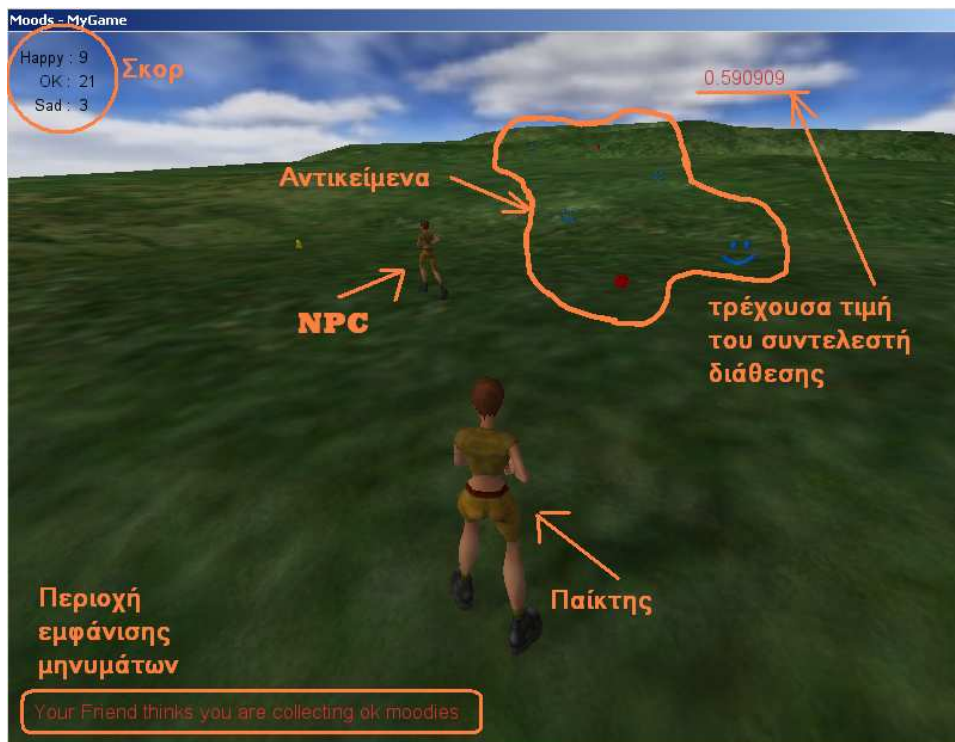 Moods - MyGame
Happy : 9
OK : 21
Sad : 3
Σκορ
0.590909
Αντικείμενα
NPC
τρέχουσα τιμή
του συντελεστή
διάθεσης
Παίκτης
Περιοχή
εμφάνισης
μηνυμάτων
Your Friend thinks you are collecting ok moodies